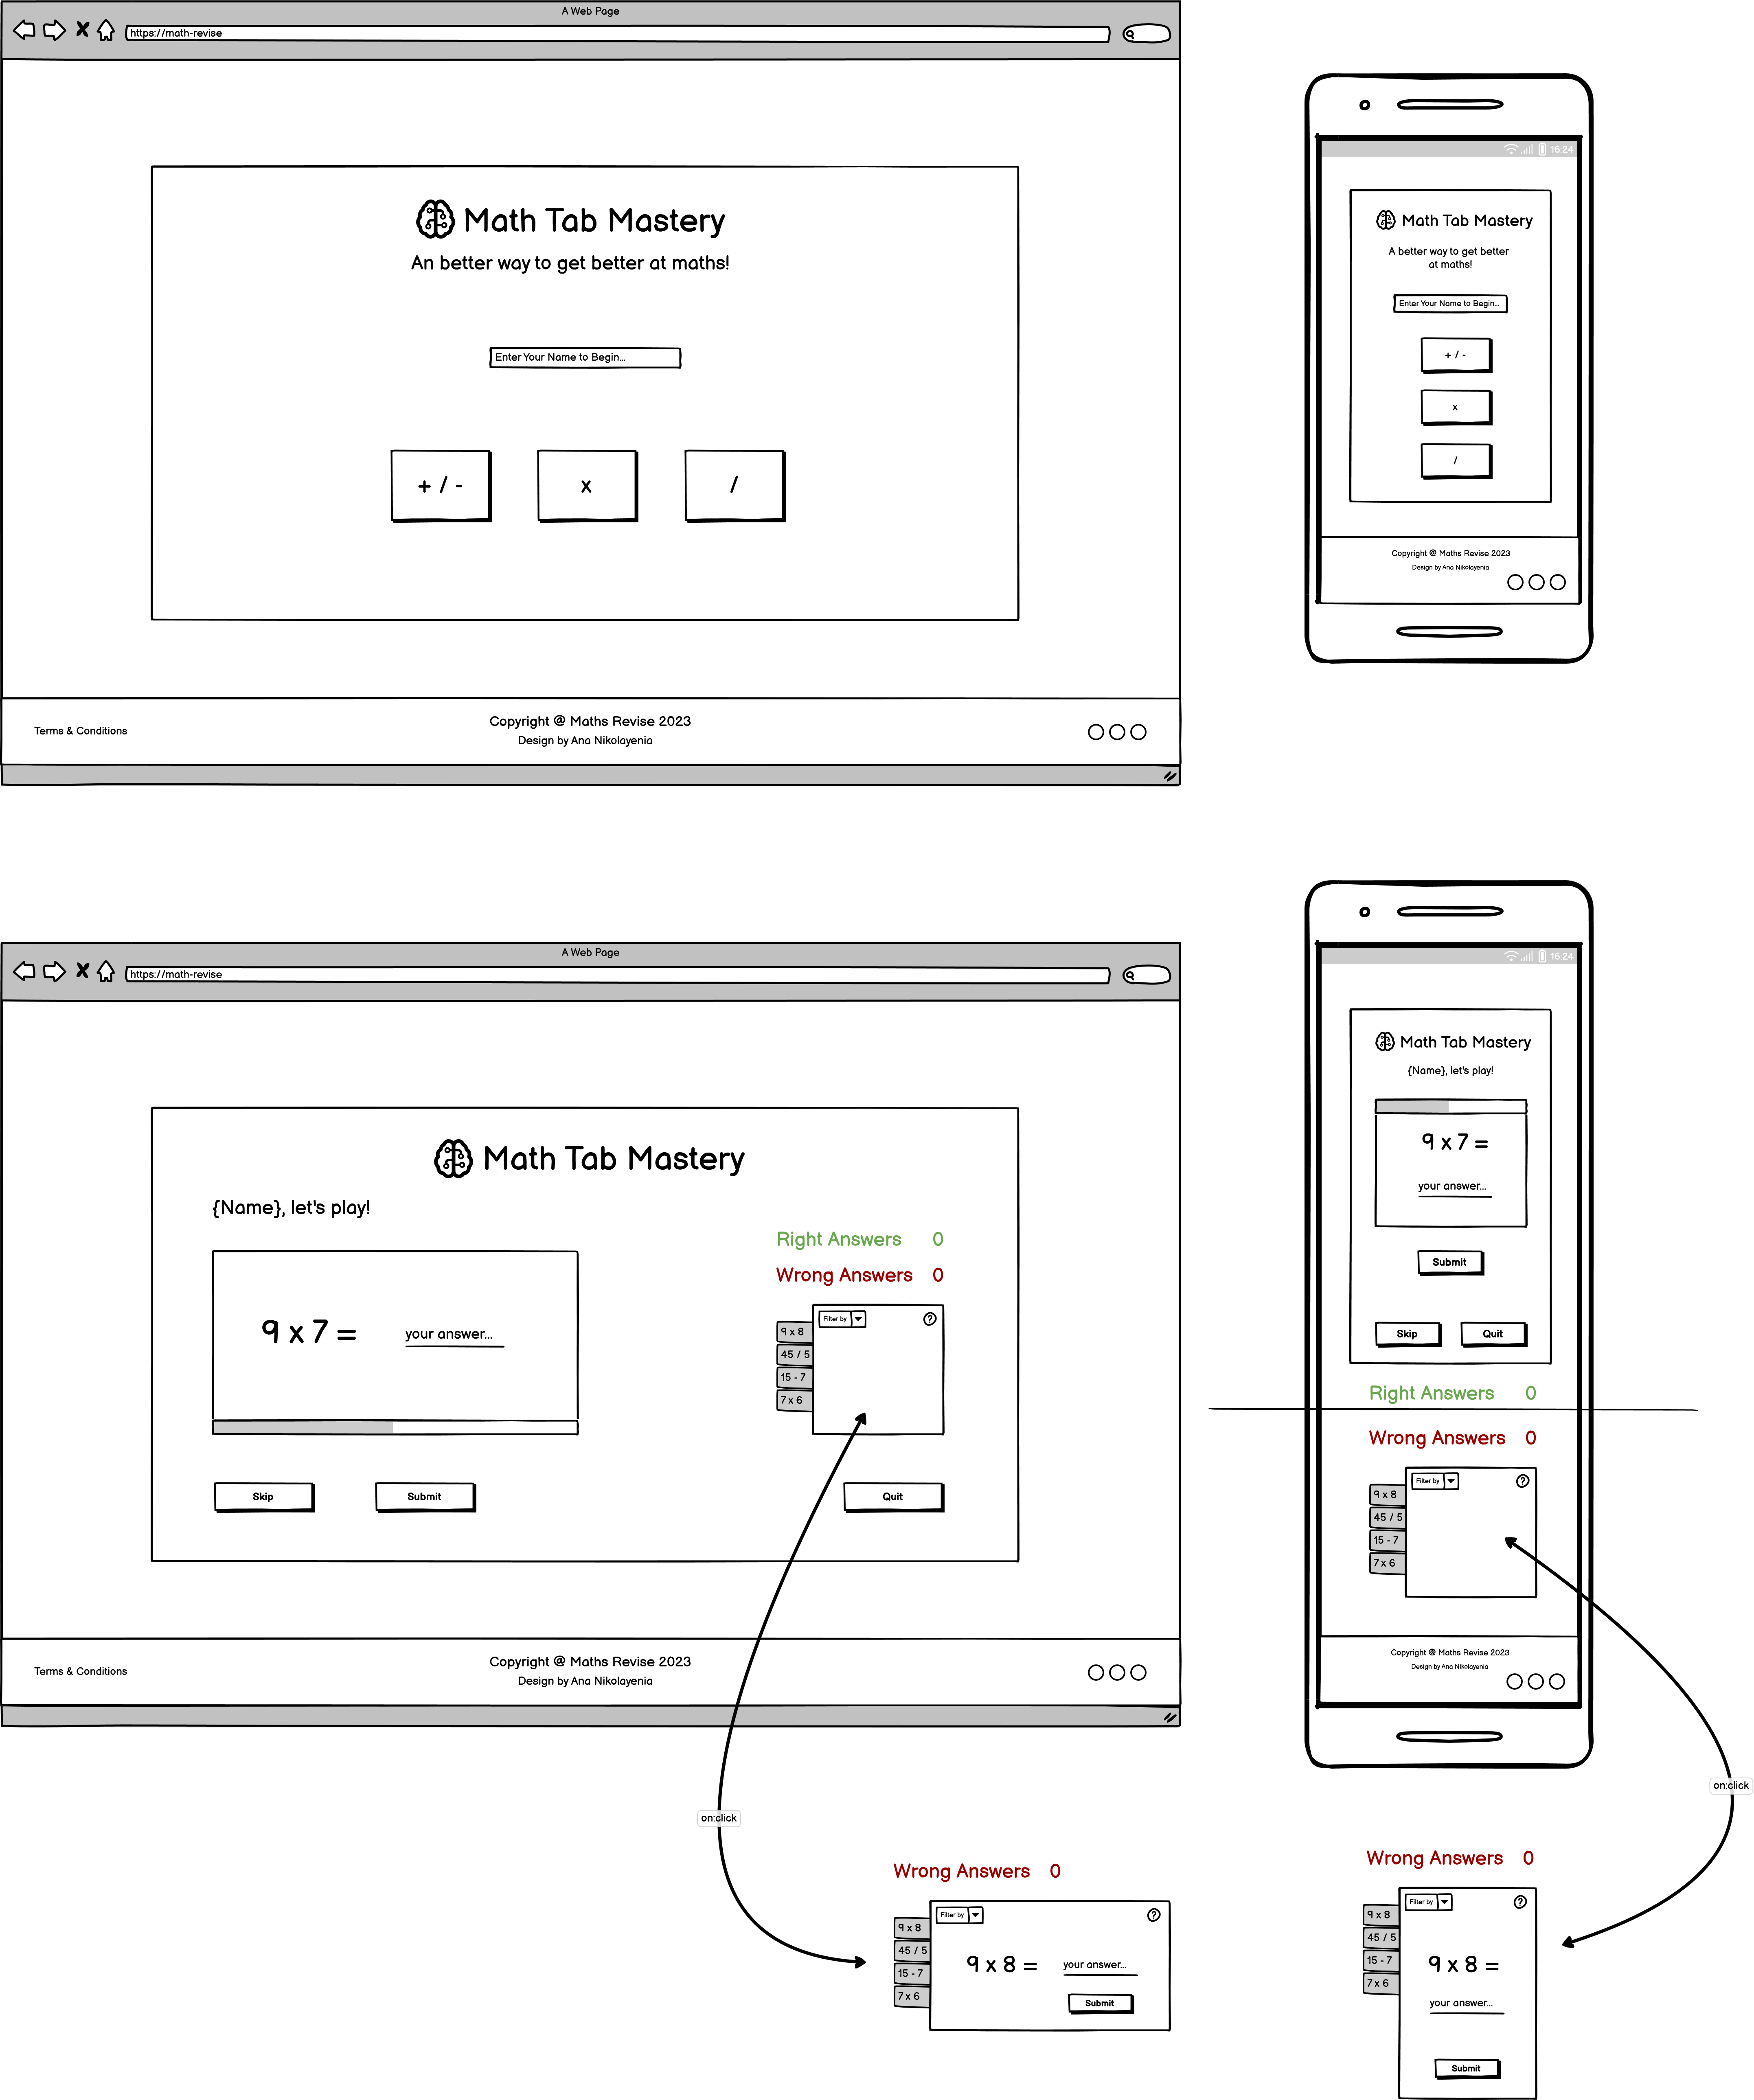 A Web Page
https://math-revise
Math Tab Mastery
An better way to get better at maths!
Enter Your Name to Begin...
+ / -
x
/
Terms & Conditions
Copyright @ Maths Revise 2023
Design by Ana Nikolayenia
16:24
Math Tab Mastery
A better way to get better
at maths!
Enter Your Name to Begin...
+ / -
x
/
Copyright @ Maths Revise 2023
Design by Ana Nikolayenia
A Web Page
https://math-revise
Math Tab Mastery
{Name}, let's play!
9 x 7 =
your answer...
Skip
Submit
Right Answers 0
Wrong Answers 0
Filter by
?
9 x 8
45 / 5
15 - 7
7 x 6
Quit
Terms & Conditions
Copyright @ Maths Revise 2023
Design by Ana Nikolayenia
16:24
Math Tab Mastery
{Name}, let's play!
9 x 7 =
your answer...
Submit
Skip
Quit
Right Answers 0
Wrong Answers 0
Filter by
?
9 x 8
45 / 5
15 - 7
7 x 6
Copyright @ Maths Revise 2023
Design by Ana Nikolayenia
on:click
on:click
Wrong Answers 0
Filter by
?
9 x 8
45 / 5
15 - 7
7 x 6
9 x 8 =
your answer...
Submit
Wrong Answers 0
Filter by
?
9 x 8
45 / 5
15 - 7
7 x 6
9 x 8 =
your answer...
Submit